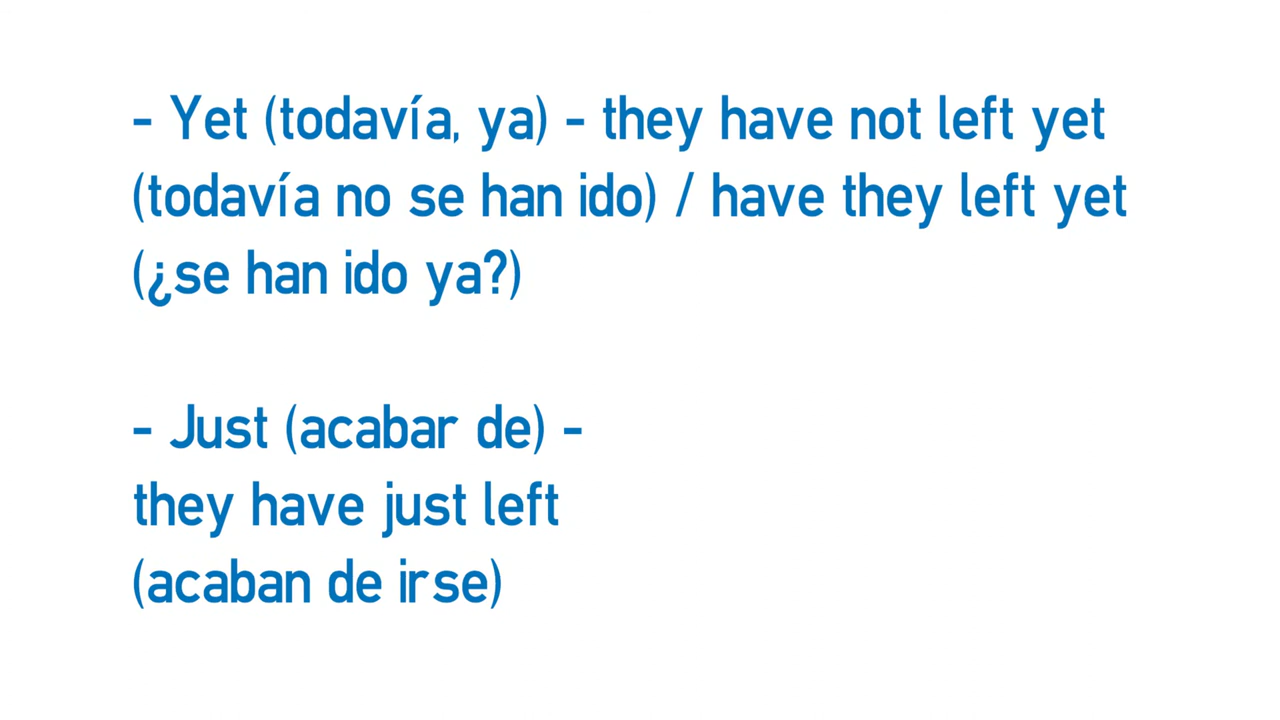 - Yet (todavía, ya) - they have not left yet
(todavía no se han ido) / have they left yet
(¿se han ido ya?)
- Just (acabar de) -
they have just left
(acaban de irse)